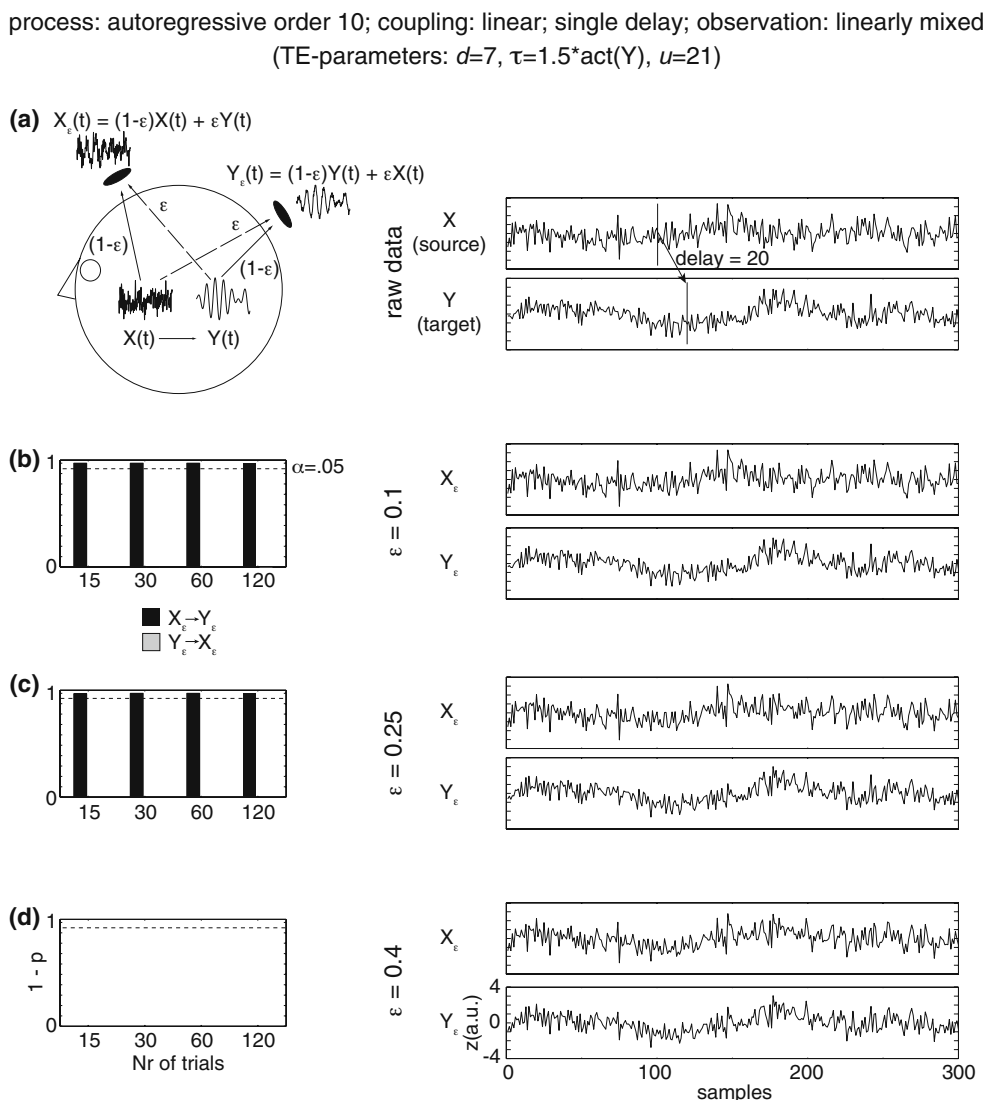 process: autoregressive order 10; coupling: linear; single delay; observation: linearly mixed
(TE-parameters: d=7, τ=1.5*act(Y), u=21)
(a)
Xε(t) = (1-ε)X(t) + εY(t)
Yε(t) = (1-ε)Y(t) + εX(t)
ε
ε
(1-ε)
(1-ε)
X(t)
Y(t)
raw data
X
(source)
delay = 20
Y
(target)
(b)
1
α=.05
0
15 30 60 120
Xε→Yε
Yε→Xε
ε = 0.1
Xε
Yε
(c)
1
0
15 30 60 120
ε = 0.25
Xε
Yε
(d)
1
1 - p
0
15 30 60 120
Nr of trials
ε = 0.4
Xε
Yε
z(a.u.)
4
0
-4
0 100 200 300
samples